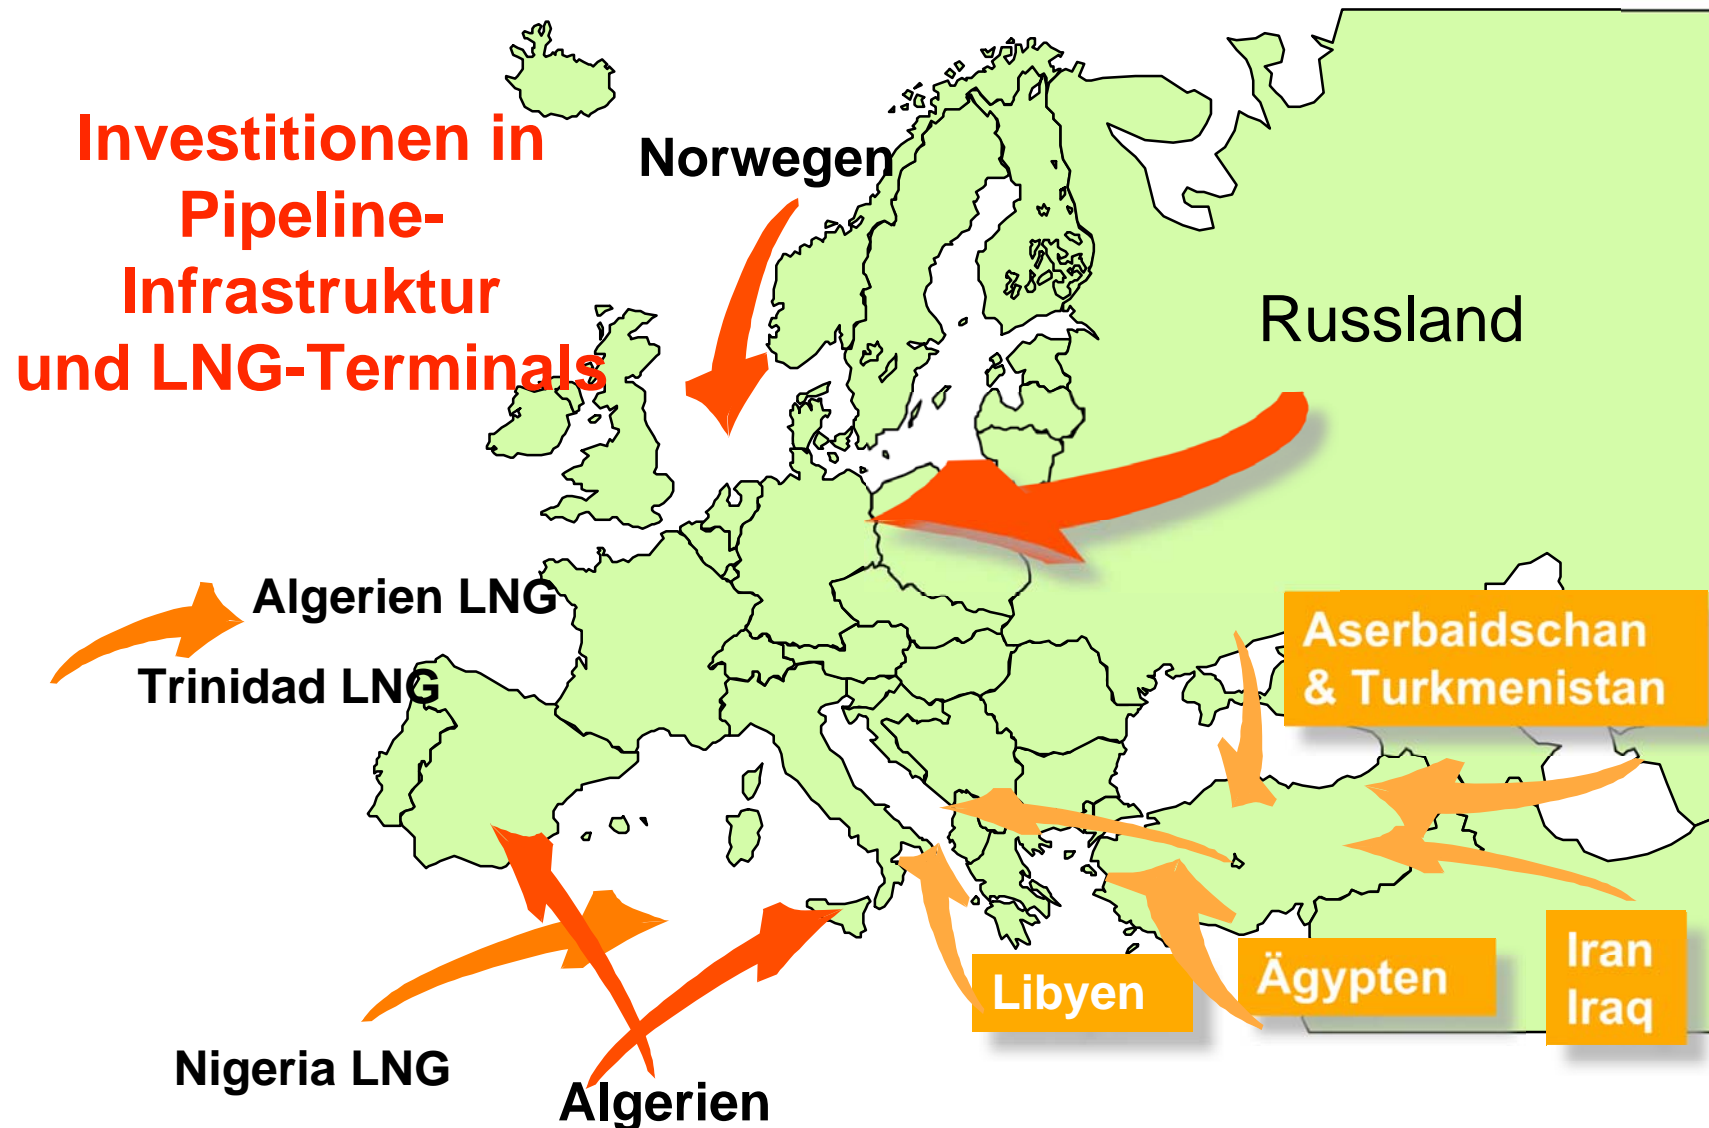 Investitionen in
Pipeline-
Infrastruktur
und LNG-Terminals
Norwegen
Russland
Algerien LNG
Trinidad LNG
Aserbaidschan
& Turkmenistan
Libyen
Ägypten
Iran
Iraq
Nigeria LNG
Algerien